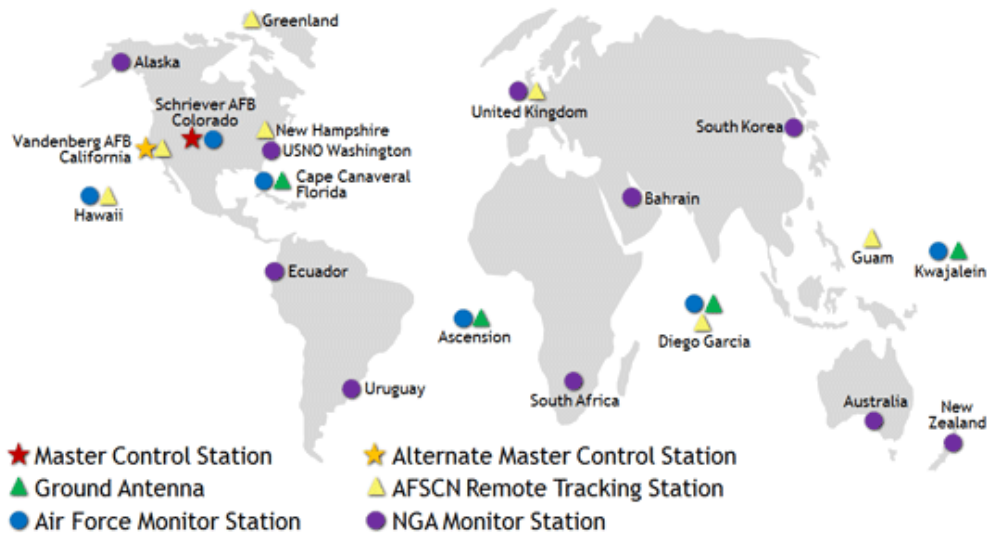 Greenland
Alaska
Schriever AFB
Colorado
New Hampshire
Vandenberg AFB
California
USNO Washington
Cape Canaveral
Florida
Hawaii
United Kingdom
South Korea
Bahrain
Guam
Kwajalein
Ecuador
Ascension
Diego Garcia
Uruguay
South Africa
Australia
New
Zealand
Master Control Station
Alternate Master Control Station
Ground Antenna
AFSCN Remote Tracking Station
Air Force Monitor Station
NGA Monitor Station